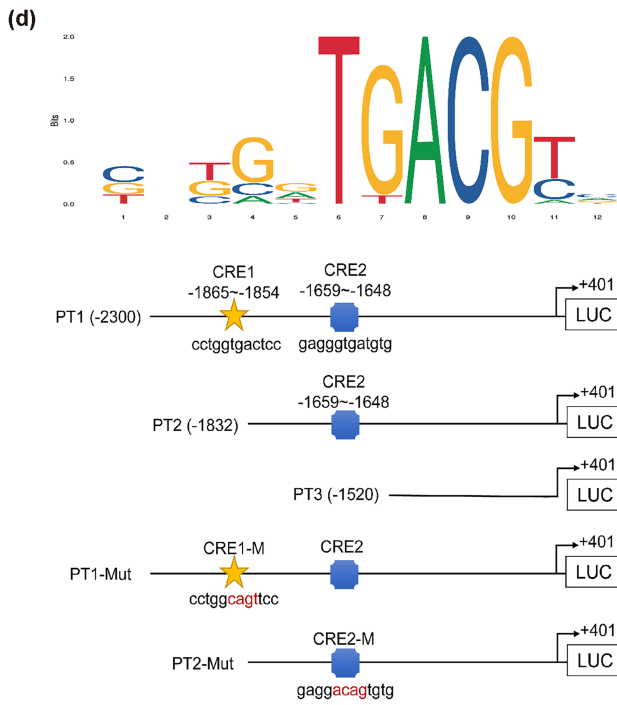 (d)
2.0
1.5
1.0
0.5
0.0
Bits
C G T
T G C
G C A
G A T
T
G T
A
C
G
T C A
1 2 3 4 5 6 7 8 9 10 11 12
CRE1 CRE2
-1865~-1854 -1659~-1648
+401
PT1 (-2300) LUC
cctggtgactcc gagggtgatgtg
CRE2
-1659~-1648
+401
PT2 (-1832) LUC
+401
PT3 (-1520) LUC
CRE1-M CRE2
+401
PT1-Mut LUC
cctggcagttcc
CRE2-M
+401
PT2-Mut LUC
gaggacagtgtg